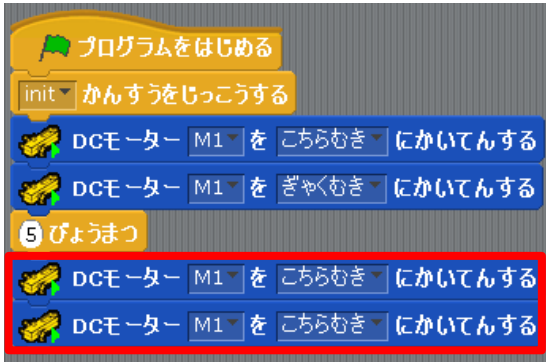 プログラムをはじめる
init かんすうをじっこうする
DCモーター M1 を こちらむき にかいてんする
DCモーター M1 を ぎゃくむき にかいてんする
5 びょうまつ
DCモーター M1 を こちらむき にかいてんする
DCモーター M1 を こちらむき にかいてんする